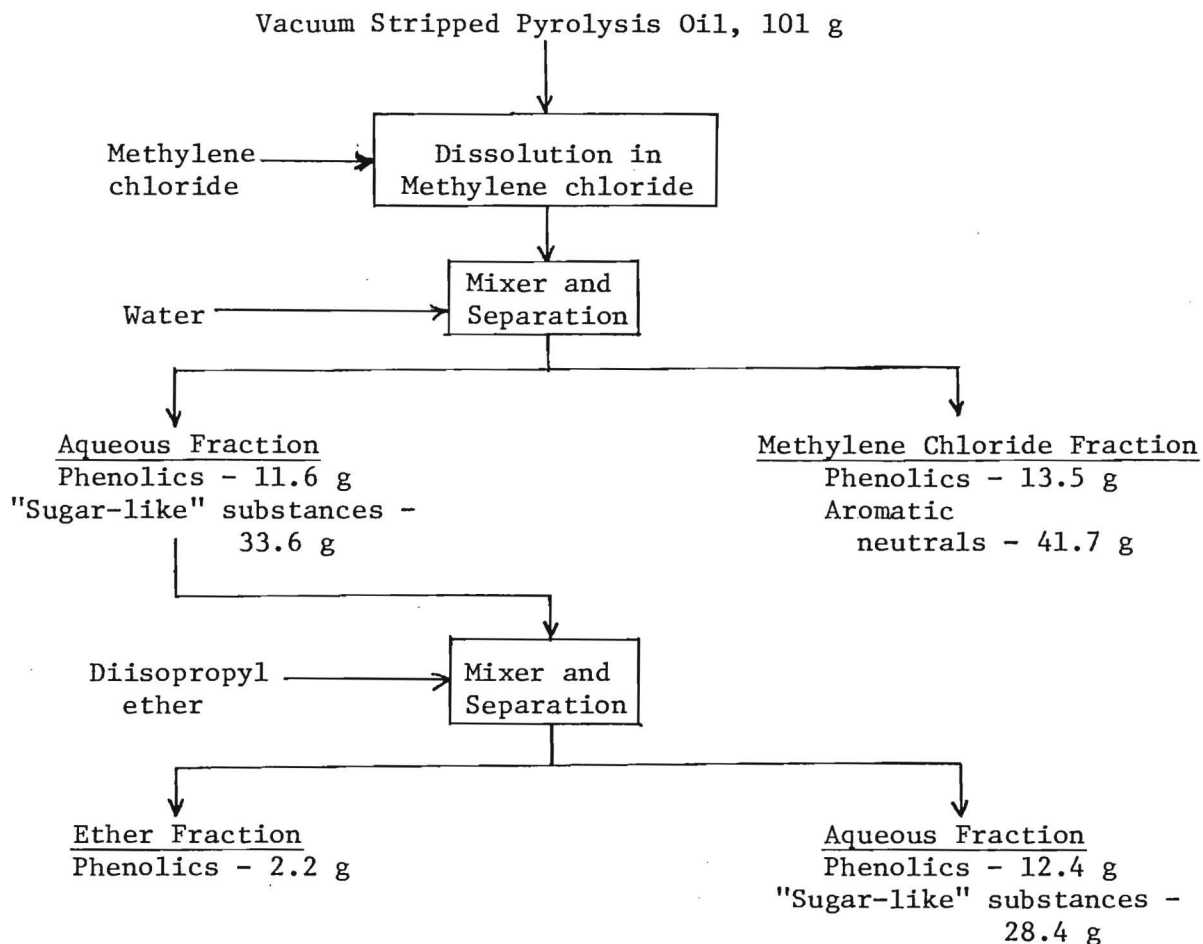 Vacuum Stripped Pyrolysis Oil, 101 g
Methylene
chloride
Dissolution in
Methylene chloride
Water
Mixer and
Separation
Aqueous Fraction
Phenolics - 11.6 g
"Sugar-like" substances -
33.6 g
Methylene Chloride Fraction
Phenolics - 13.5 g
Aromatic
neutrals - 41.7 g
Diisopropyl
ether
Mixer and
Separation
Ether Fraction
Phenolics - 2.2 g
Aqueous Fraction
Phenolics - 12.4 g
"Sugar-like" substances -
28.4 g